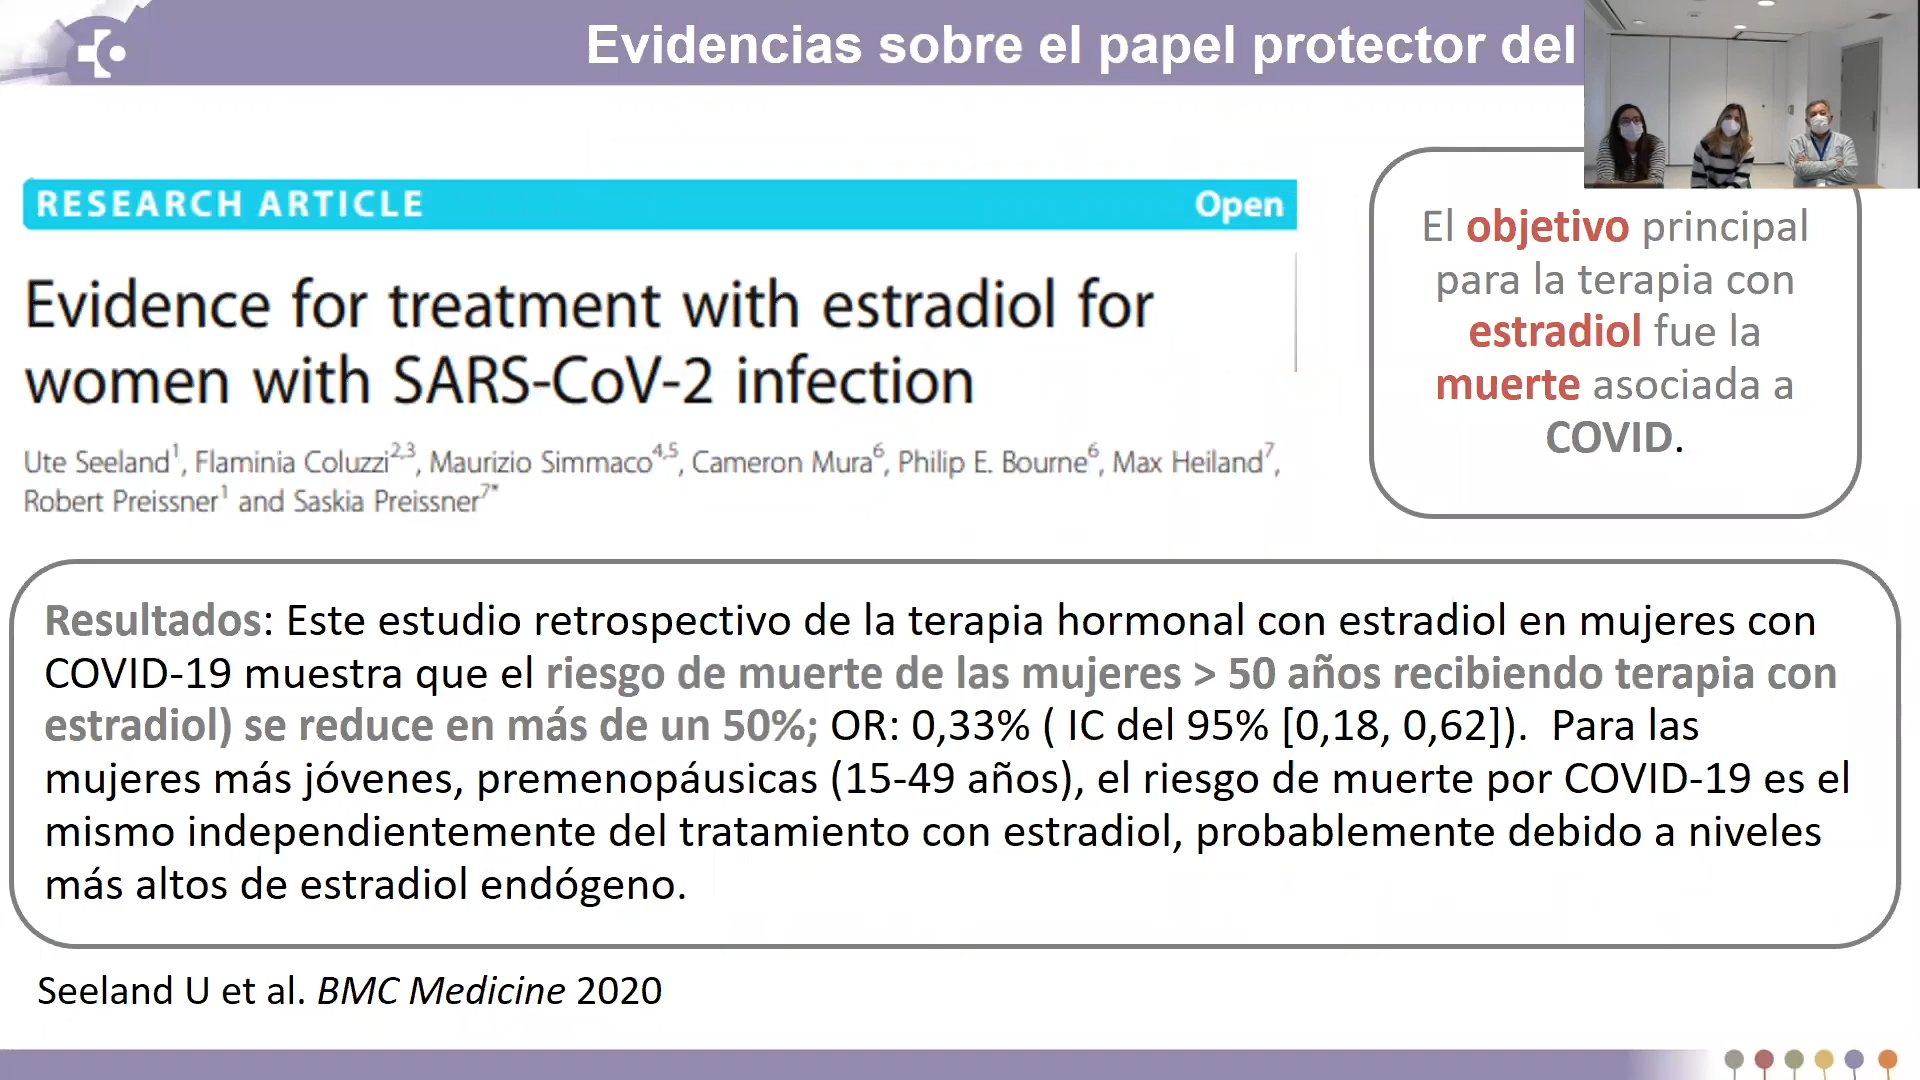 Evidencias sobre el papel protector del
RESEARCH ARTICLE Open
Evidence for treatment with estradiol for
women with SARS-CoV-2 infection
Ute Seeland1, Flaminia Coluzzi2,3, Maurizio Simmaco4,5, Cameron Mura6, Philip E. Bourne6, Max Heiland7,
Robert Preissner1 and Saskia Preissner7*
El objetivo principal
para la terapia con
estradiol fue la
muerte asociada a
COVID.
Resultados: Este estudio retrospectivo de la terapia hormonal con estradiol en mujeres con
COVID-19 muestra que el riesgo de muerte de las mujeres > 50 años recibiendo terapia con
estradiol) se reduce en más de un 50%; OR: 0,33% ( IC del 95% [0,18, 0,62]). Para las
mujeres más jóvenes, premenopáusicas (15-49 años), el riesgo de muerte por COVID-19 es el
mismo independientemente del tratamiento con estradiol, probablemente debido a niveles
más altos de estradiol endógeno.
Seeland U et al. BMC Medicine 2020